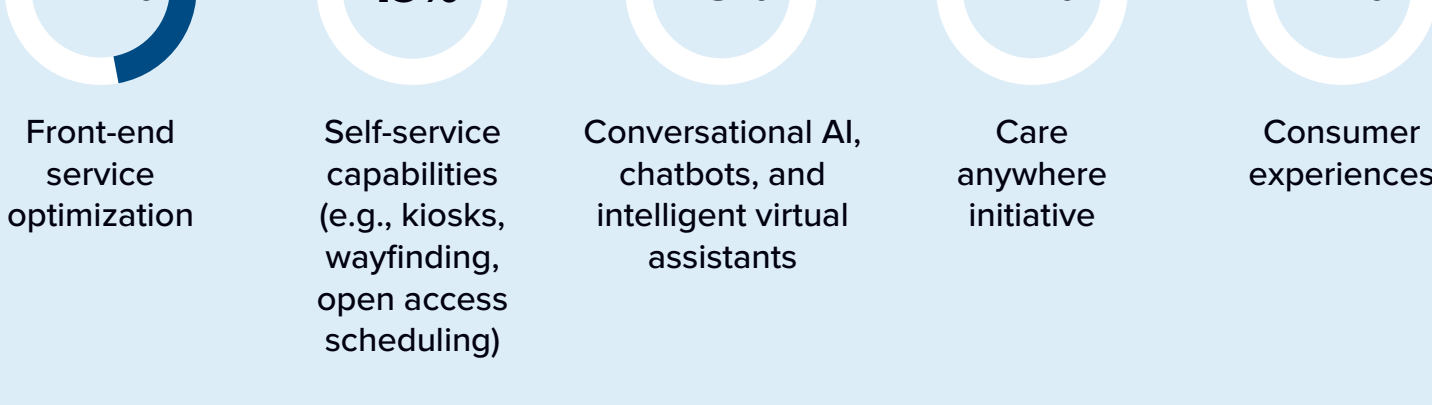 Front-end
service
optimization
Self-service
capabilities
(e.g., kiosks,
wayfinding,
open access
scheduling)
Conversational AI,
chatbots, and
intelligent virtual
assistants
Care
anywhere
initiative
Consumer
experiences